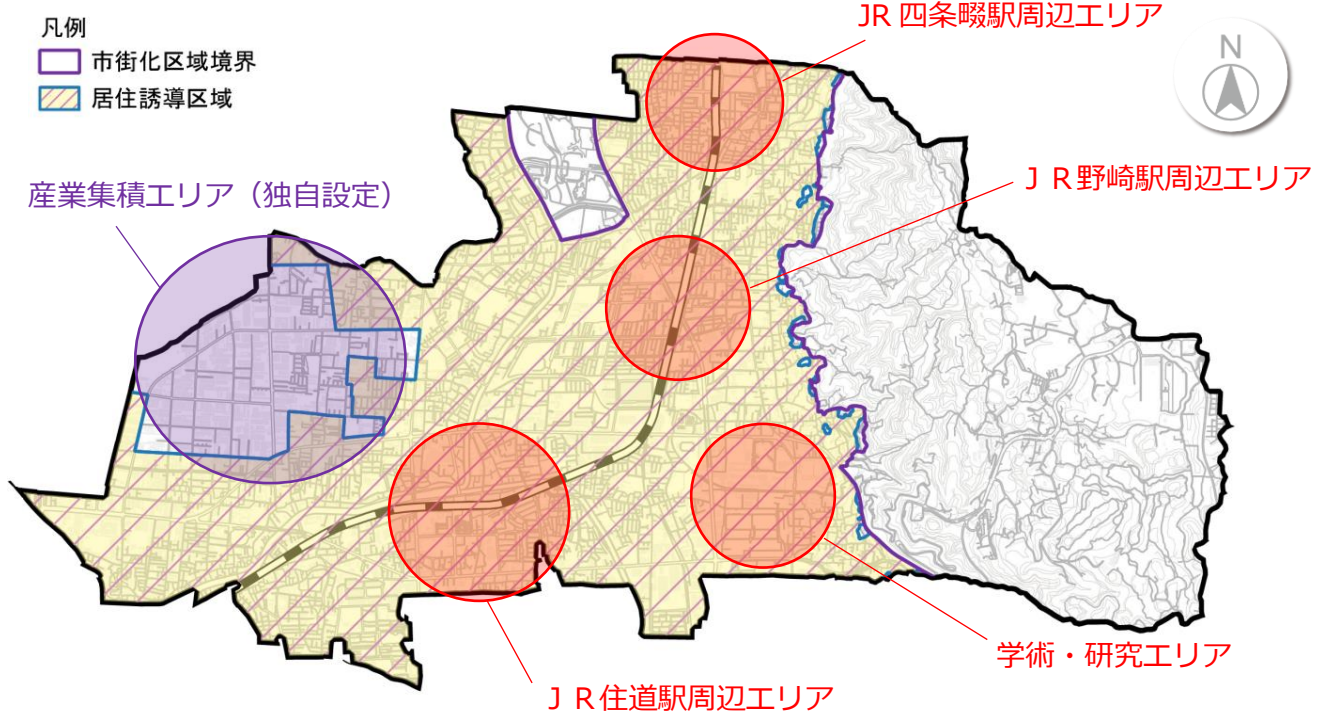 凡例
市街化区域境界
居住誘導区域
JR 四条畷駅周辺エリア
N
ＪＲ野崎駅周辺エリア
産業集積エリア（独自設定）
学術・研究エリア
ＪＲ住道駅周辺エリア